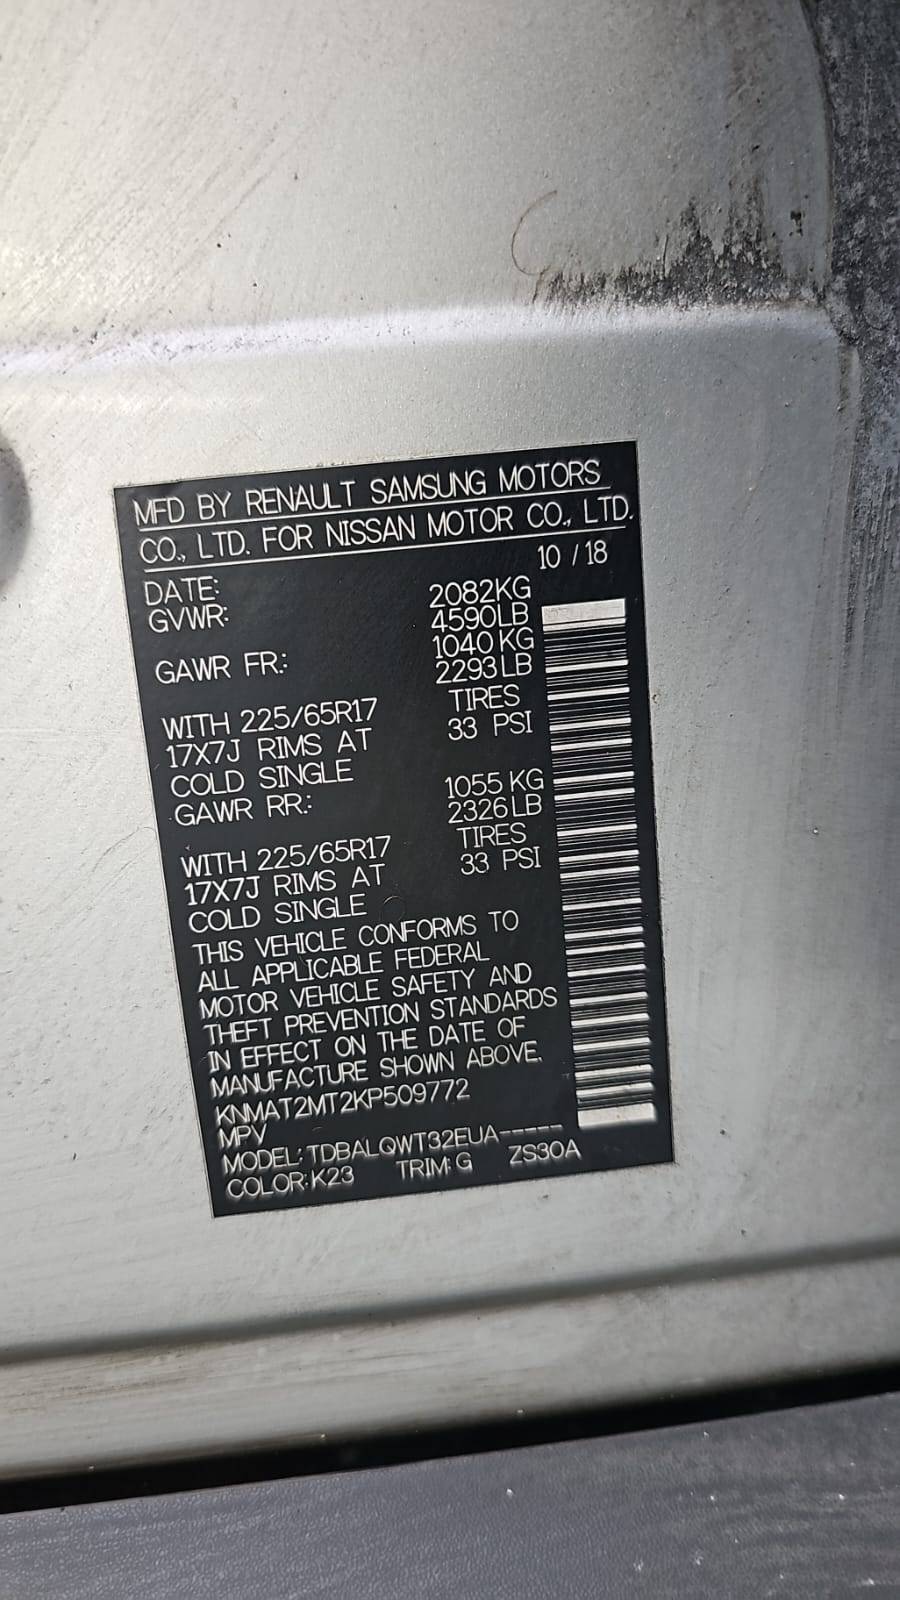 MFD BY RENAULT SAMSUNG MOTORS
CO., LTD. FOR NISSAN MOTOR CO., LTD.
DATE: 10 / 18
GVWR: 2082KG
4590LB
GAWR FR.: 1040 KG
2293 LB
WITH 225/65R17 TIRES
17X7J RIMS AT 33 PSI
COLD SINGLE
GAWR RR.: 1055 KG
2326 LB
WITH 225/65R17 TIRES
17X7J RIMS AT 33 PSI
COLD SINGLE
THIS VEHICLE CONFORMS TO
ALL APPLICABLE FEDERAL
MOTOR VEHICLE SAFETY AND
THEFT PREVENTION STANDARDS
IN EFFECT ON THE DATE OF
MANUFACTURE SHOWN ABOVE.
KNMAT2MT2KP509772
MPV
MODEL: TDBALQWT32EUA-----
COLOR: K23 TRIM: G ZS30A